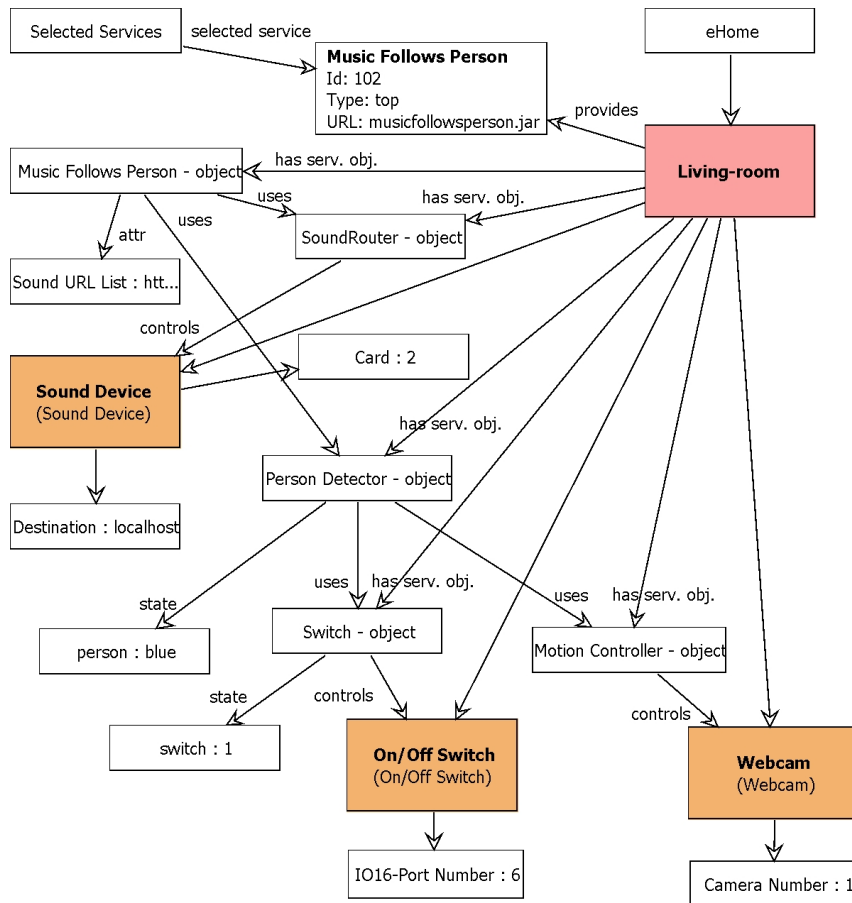 Selected Services
selected service
eHome
Music Follows Person
Id: 102
Type: top
URL: musicfollowsperson.jar
provides
Music Follows Person - object
has serv. obj.
Living-room
uses
has serv. obj.
attr
uses
SoundRouter - object
Sound URL List : htt...
controls
Card : 2
Sound Device
(Sound Device)
has serv. obj.
Person Detector - object
Destination : localhost
uses
has serv. obj.
uses
has serv. obj.
state
Switch - object
person : blue
Motion Controller - object
state
controls
controls
switch : 1
On/Off Switch
(On/Off Switch)
Webcam
(Webcam)
IO16-Port Number : 6
Camera Number : 1